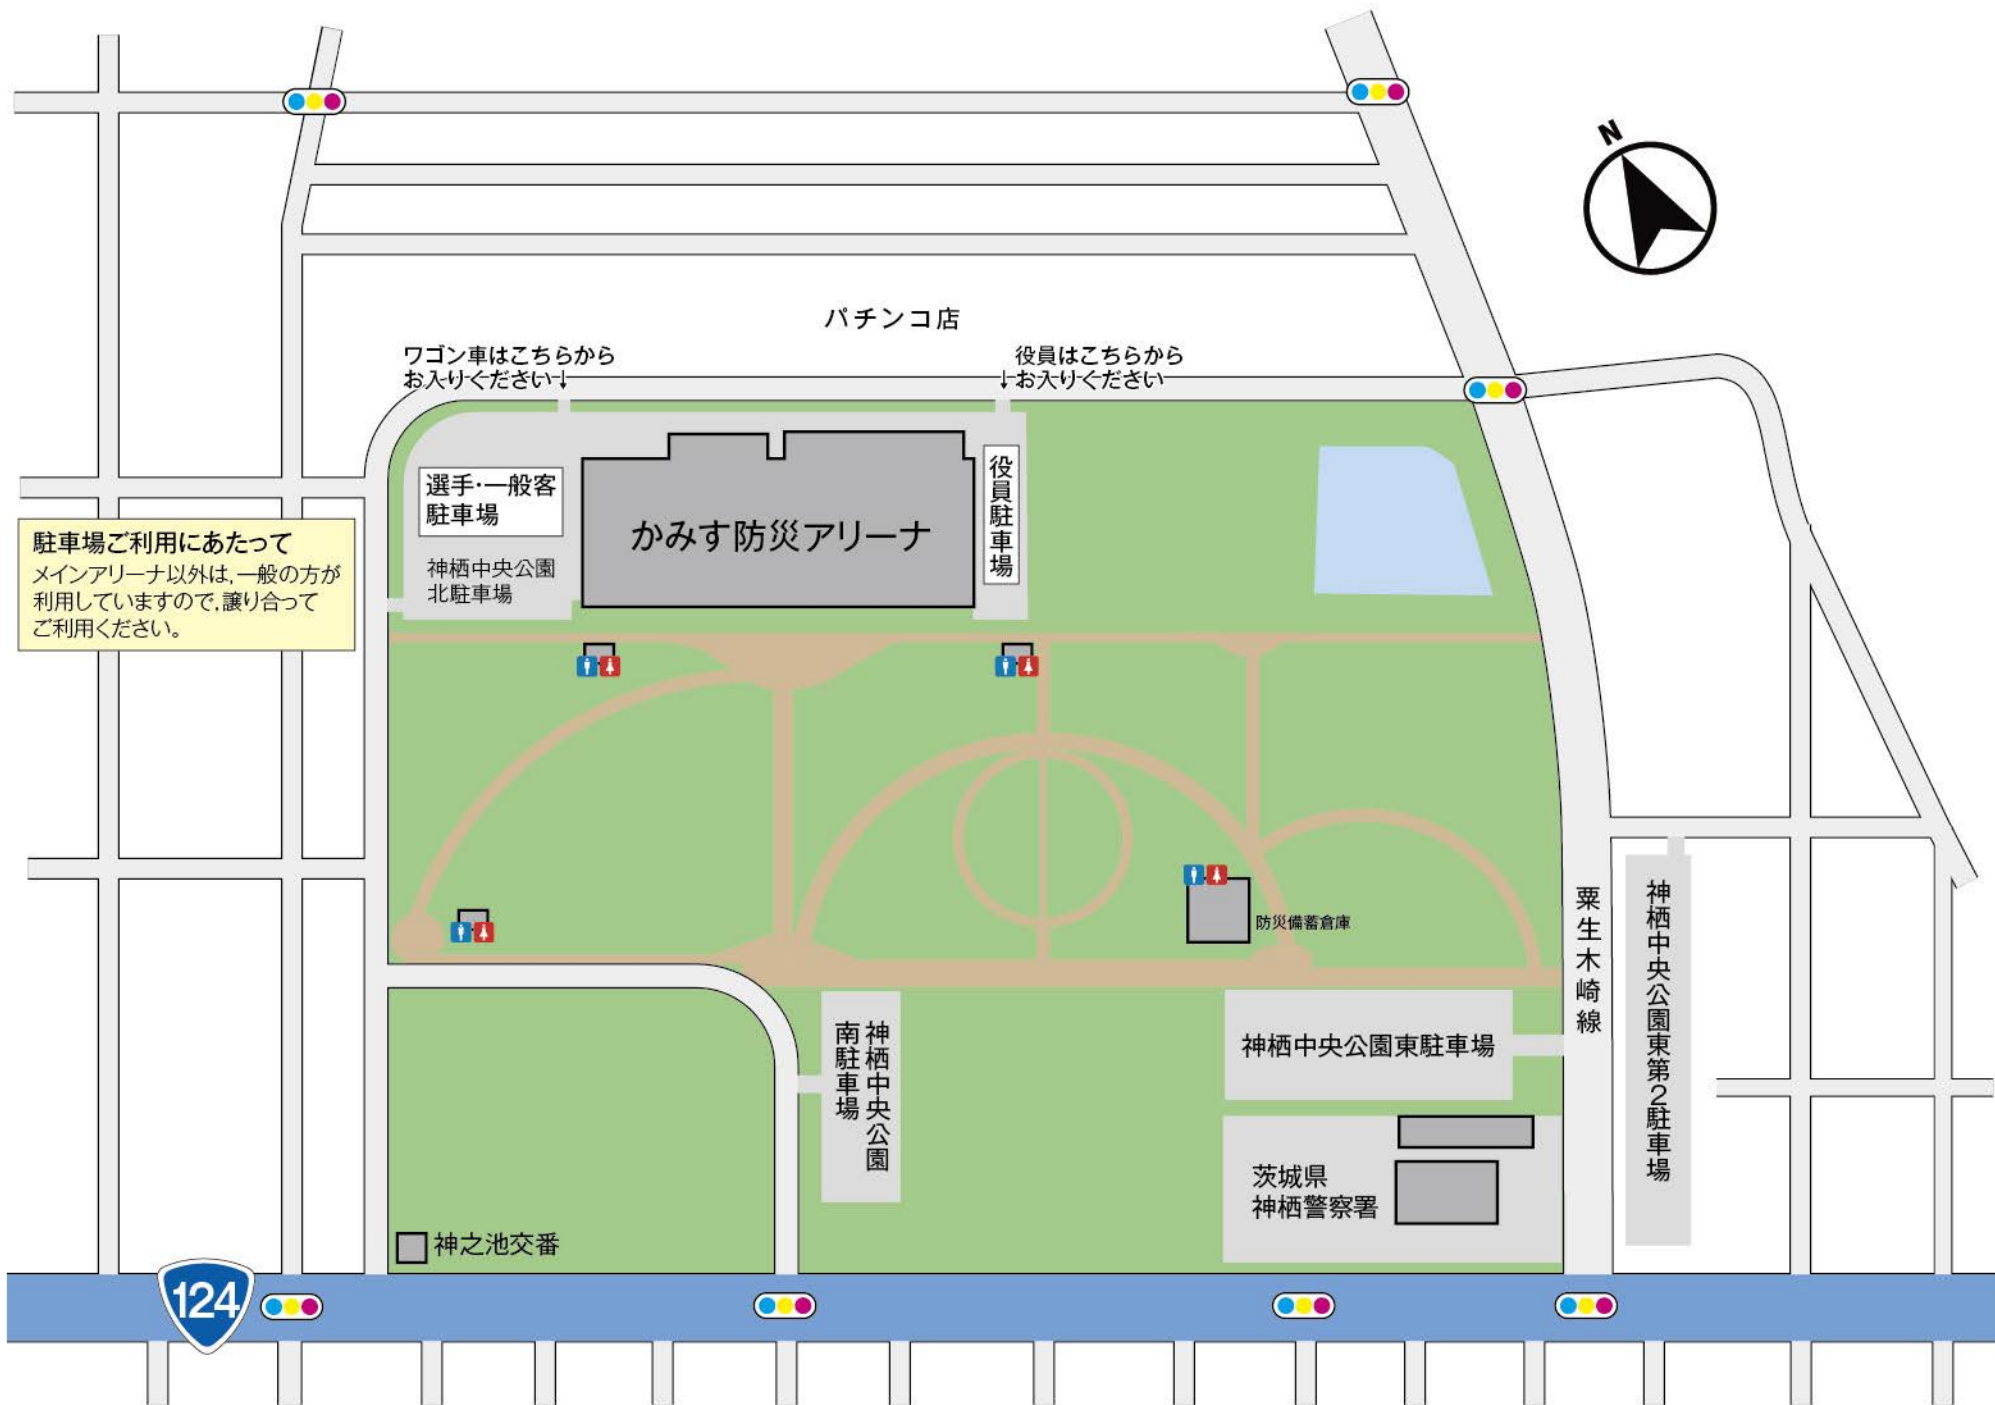 N
パチンコ店
ワゴン車はこちらから
お入りください↓
役員はこちらから
↓お入りください
選手･一般客
駐車場
かみす防災アリーナ
役員駐車場
神栖中央公園
北駐車場
駐車場ご利用にあたって
メインアリーナ以外は,一般の方が
利用していますので,譲り合って
ご利用ください。
防災備蓄倉庫
粟生木崎線
神栖中央公園東第2駐車場
神栖中央公園
南駐車場
神栖中央公園東駐車場
茨城県
神栖警察署
神之池交番
124